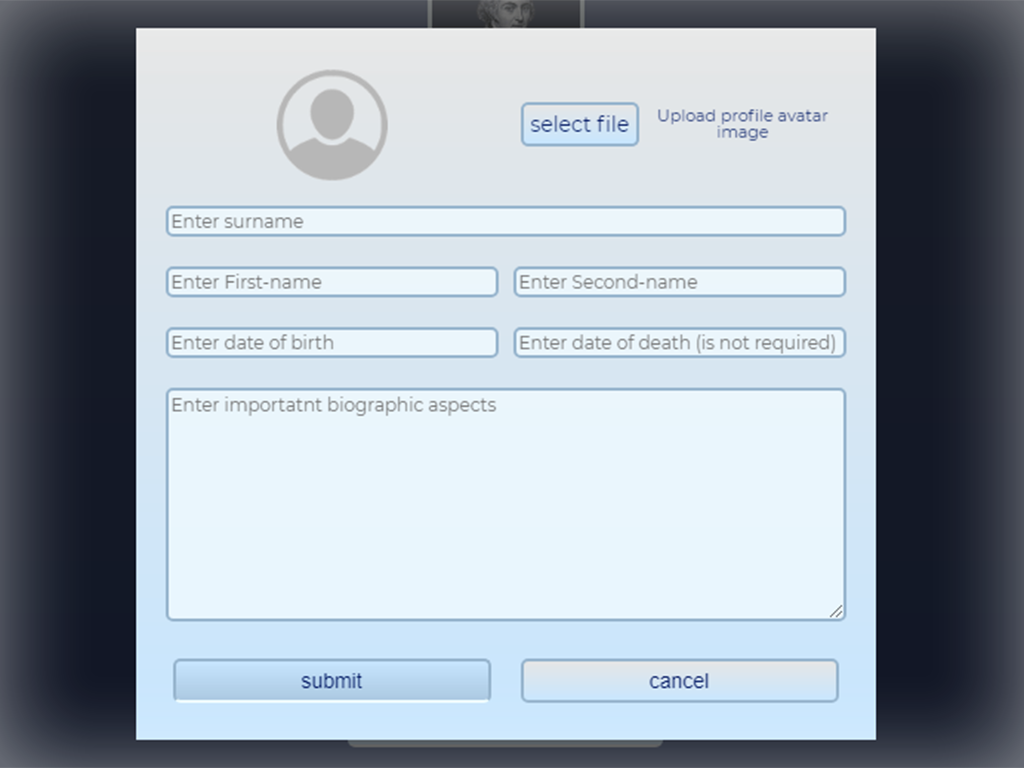 select file
Upload profile avatar
image
Enter surname
Enter First-name
Enter Second-name
Enter date of birth
Enter date of death (is not required)
Enter importatnt biographic aspects
submit
cancel